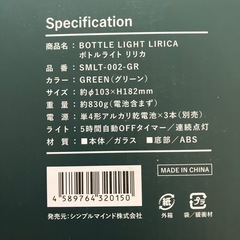 Specification
商品名：BOTTLE LIGHT LIRICA
ボトルライト リリカ
品　番：SMLT-002-GR
カラー：GREEN（グリーン）
サイズ：約φ103×H182mm
重　量：約830g（電池含まず）
電　源：単4形アルカリ乾電池×3本（別売）
ライト：5時間自動OFFタイマー／連続点灯
材　質：■本体／ガラス　■底部／ABS
MADE IN CHINA
4 589764 320150
紙 プラ
外箱 袋／緩衝材
発売元：シンプルマインド株式会社